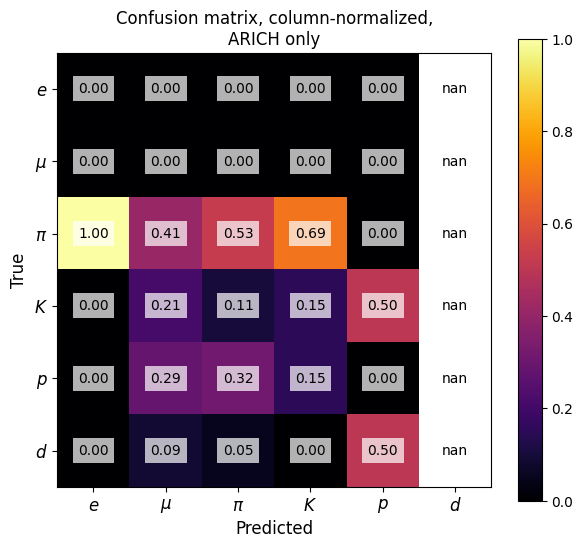 Confusion matrix, column-normalized,
ARICH only
1.0
e 0.00 0.00 0.00 0.00 0.00 nan
0.8
μ 0.00 0.00 0.00 0.00 0.00 nan
π 1.00 0.41 0.53 0.69 0.00 nan
0.6
True
K 0.00 0.21 0.11 0.15 0.50 nan
0.4
p 0.00 0.29 0.32 0.15 0.00 nan
0.2
d 0.00 0.09 0.05 0.00 0.50 nan
0.0
e μ π K p d
Predicted